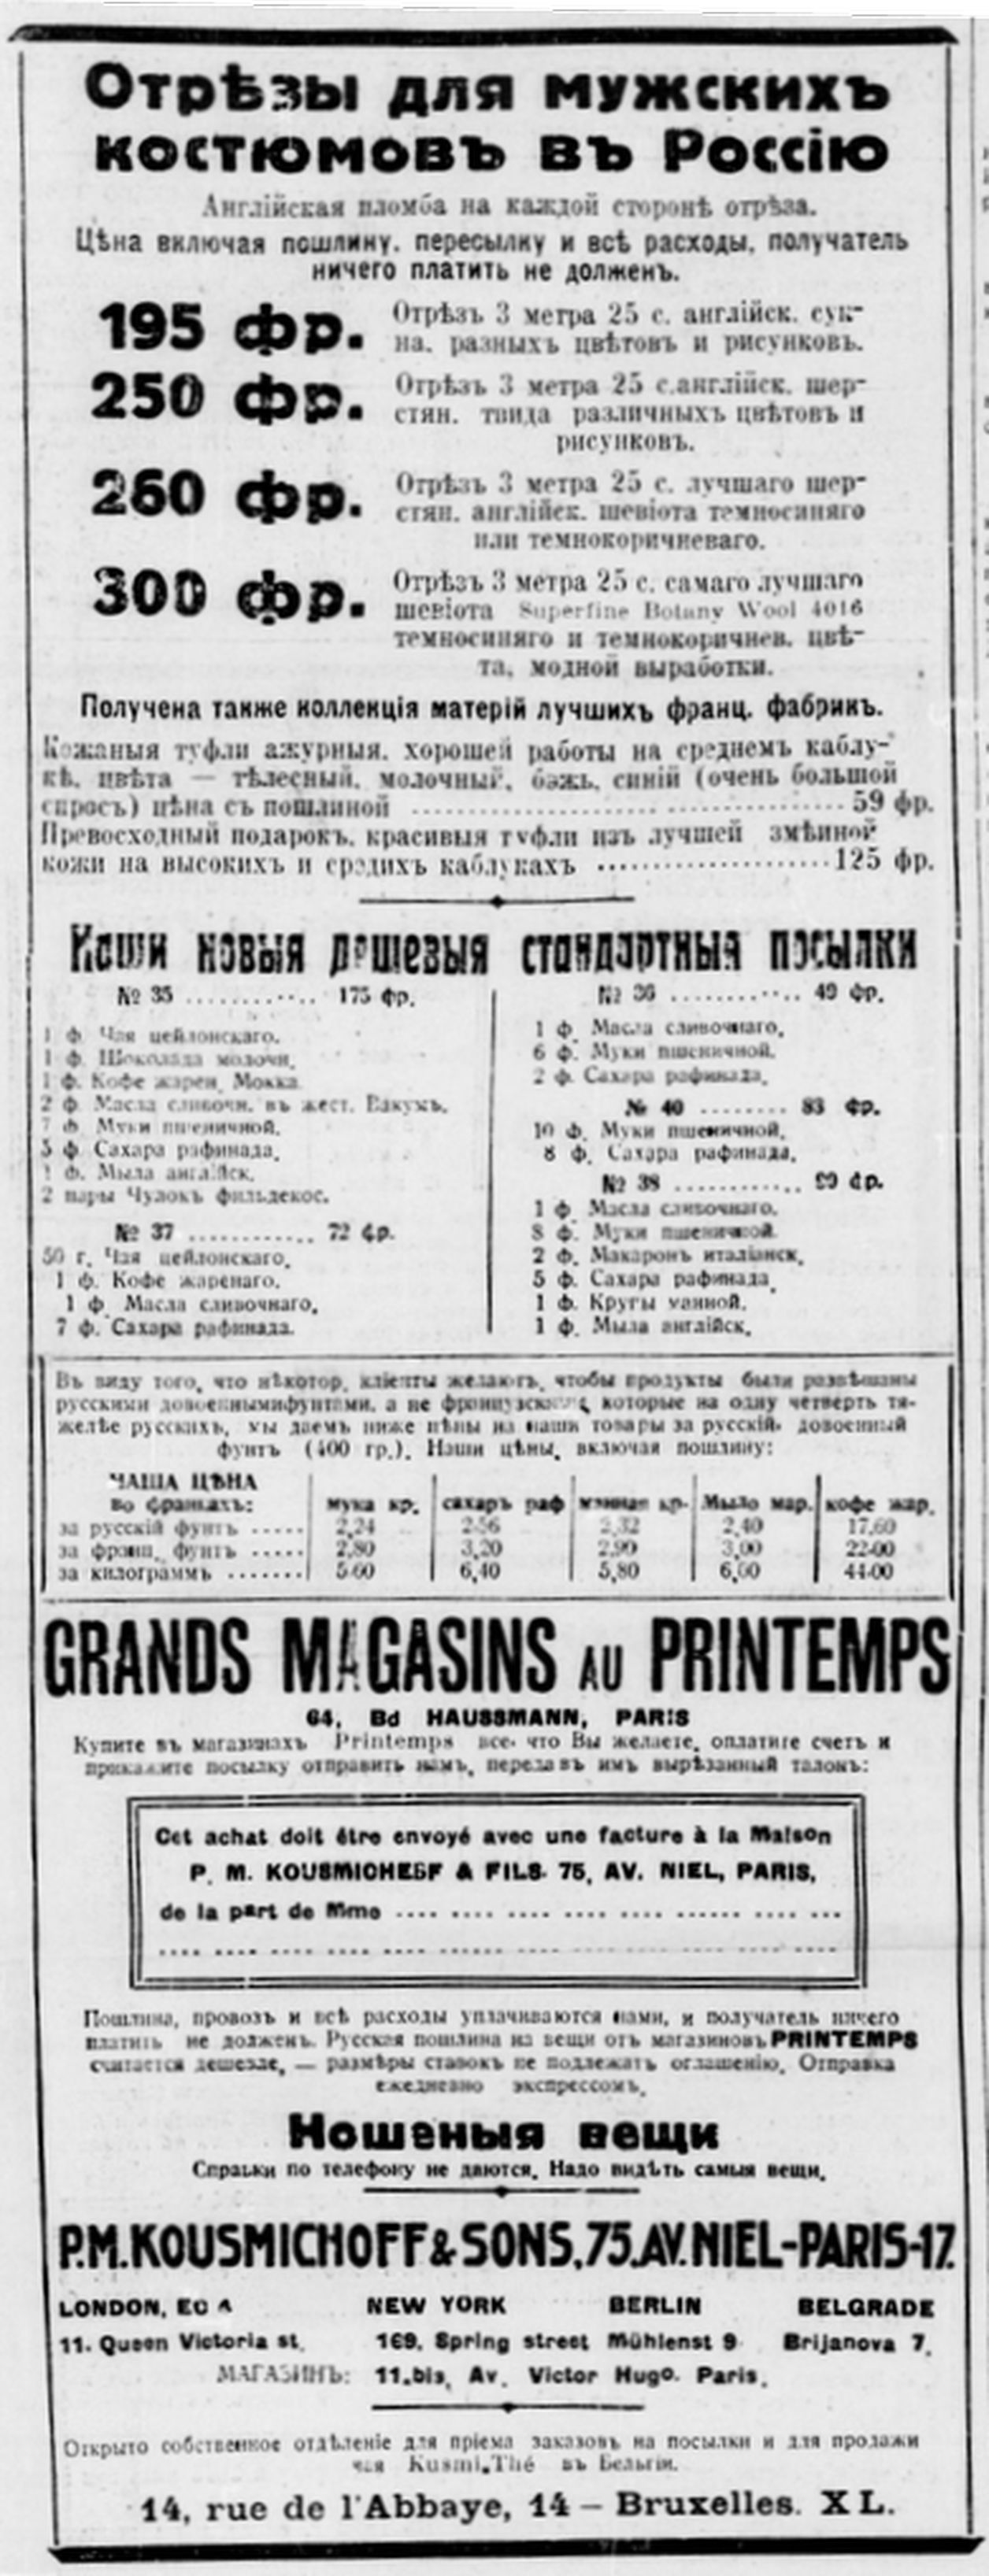 Отрѣзы для мужскихъ
костюмовъ въ Россію
Англійская пломба на каждой сторонѣ отрѣза.
Цѣна включая пошлину, пересылку и всѣ расходы, получатель
ничего платить не долженъ.
195 фр. Отрѣзъ 3 метра 25 с. англійск. сук-
на, разныхъ цвѣтовъ и рисунковъ.
250 фр. Отрѣзъ 3 метра 25 с.англійск. шер-
стян. твида различныхъ цвѣтовъ и
рисунковъ.
260 фр. Отрѣзъ 3 метра 25 с. лучшаго шер-
стян. англійск. шевіота темносиняго
или темнокоричневаго.
300 фр. Отрѣзъ 3 метра 25 с. самаго лучшаго
шевіота Superfine Botany Wool 4016
темносиняго и темнокоричнев. цвѣ-
та, модной выработки.
Получена также коллекція матерій лучшихъ франц. фабрикъ.
Кожаныя туфли ажурныя, хорошей работы на среднемъ каблу-
кѣ, цвѣта — тѣлесный, молочный, бэжъ, синій (очень большой
спросъ) цѣна съ пошлиной .......... 59 фр.
Превосходный подарокъ, красивыя туфли изъ лучшей змѣиной
кожи на высокихъ и средихъ каблукахъ .......... 125 фр.
Наши новыя дешевыя стандартныя посылки
№ 35 .......... 175 фр.
1 ф. Чая цейлонскаго.
1 ф. Шоколада молочн.
1 ф. Кофе жарен. Мокка
2 ф. Масла сливочн. въ жест. Вакумъ.
7 ф. Муки пшеничной.
5 ф. Сахара рафинада.
1 ф. Мыла англійск.
2 пары Чулокъ фильдекос.
№ 37 .......... 72 фр.
50 г. Чая цейлонскаго.
1 ф. Кофе жаренаго.
1 ф. Масла сливочнаго.
7 ф. Сахара рафинада.
№ 36 .......... 49 фр.
1 ф. Масла сливочнаго.
6 ф. Муки пшеничной.
2 ф. Сахара рафинада.
№ 40 ........ 83 фр.
10 ф. Муки пшеничной.
8 ф. Сахара рафинада.
№ 38 .......... фр.
1 ф. Масла сливочнаго.
8 ф. Муки пшеничной.
2 ф. Макаронъ италіанск.
5 ф. Сахара рафинада
1 ф. Крупы манной.
1 ф. Мыла англійск.
Въ виду того, что нѣкотор. кліенты желаютъ, чтобы продукты были развѣшаны
русскими довоеннымифунтами, а не французскими, которые на одну четверть тя-
желѣе русскихъ, мы даемъ ниже цѣны на наши товары за русскій довоенный
фунтъ (400 гр.). Наши цѣны, включая пошлину:
НАША ЦѢНА
во франкахъ: мука кр. сахаръ раф манная кр. Мыло мар. кофе жар.
за русскій фунтъ ..... 2,24 2,56 2,32 2,40 17,60
за франц. фунтъ ..... 2,80 3,20 2,90 3,00 22-00
за килограммъ ....... 5-60 6,40 5,80 6,00 44-00
GRANDS MAGASINS AU PRINTEMPS
64, Bd HAUSSMANN, PARIS
Купите въ магазинахъ Printemps все, что Вы желаете, оплатите счетъ и
прикажите посылку отправить намъ, передавъ имъ вырѣзанный талонъ:
Cet achat doit être envoyé avec une facture à la Maison
P. M. KOUSMICHEFF & FILS- 75, AV. NIEL, PARIS,
de la part de Mme ..........
Пошлина, провозъ и всѣ расходы уплачиваются нами, и получатель ничего
платить не долженъ. Русская пошлина на вещи отъ магазиновъ PRINTEMPS
считается дешевле, — размѣры ставокъ не подлежатъ оглашенію. Отправка
ежедневно экспрессомъ.
Ношеныя вещи
Справки по телефону не даются. Надо видѣть самыя вещи.
P.M.KOUSMICHOFF & SONS,75.AV.NIEL-PARIS-17.
LONDON, EC 4 NEW YORK BERLIN BELGRADE
11. Queen Victoria st. 169, Spring street Mühlenst 9 Brijanova 7.
МАГАЗИНЪ: 11.bis, Av. Victor Hugo. Paris.
Открыто собственное отдѣленіе для пріема заказовъ на посылки и для продажи
чая Kusmi.Thé въ Бельгіи.
14, rue de l'Abbaye, 14 – Bruxelles. XL.